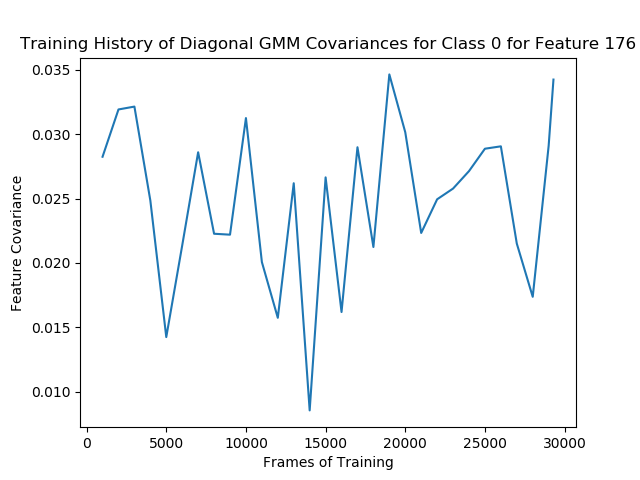 Training History of Diagonal GMM Covariances for Class 0 for Feature 176
0.035
0.030
0.025
0.020
0.015
0.010
Feature Covariance
0 5000 10000 15000 20000 25000 30000
Frames of Training